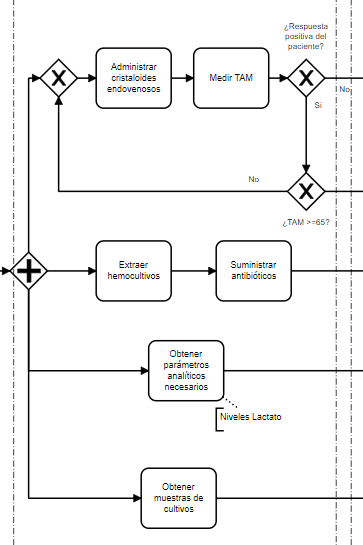 ¿Respuesta
positiva del
paciente?
Administrar
cristaloides
endovenosos
Medir TAM
No
Si
No
¿TAM >=65?
Extraer
hemocultivos
Suministrar
antibióticos
Obtener
parámetros
analíticos
necesarios
Niveles Lactato
Obtener
muestras de
cultivos